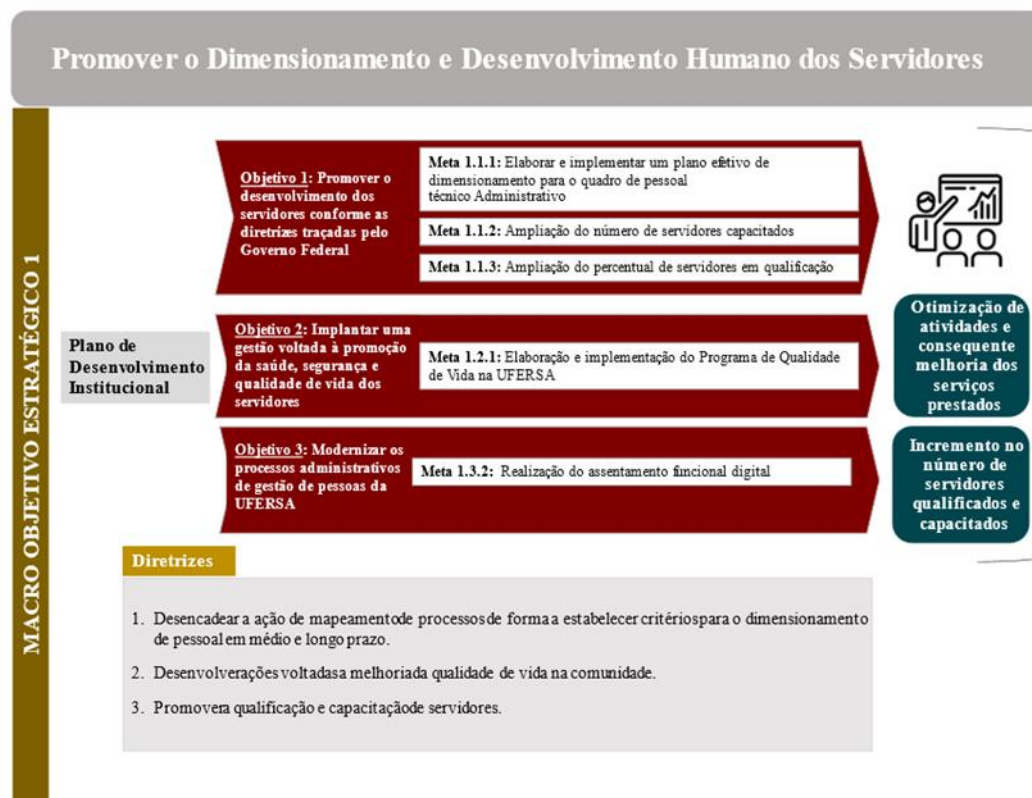 Promover o Dimensionamento e Desenvolvimento Humano dos Servidores
MACRO OBJETIVO ESTRATÉGICO 1
Plano de
Desenvolvimento
Institucional
Objetivo 1: Promover o
desenvolvimento dos
servidores conforme as
diretrizes traçadas pelo
Governo Federal
Meta 1.1.1: Elaborar e implementar um plano efetivo de
dimensionamento para o quadro de pessoal
técnico Administrativo
Meta 1.1.2: Ampliação do número de servidores capacitados
Meta 1.1.3: Ampliação do percentual de servidores em qualificação
Objetivo 2: Implantar uma
gestão voltada à promoção
da saúde, segurança e
qualidade de vida dos
servidores
Meta 1.2.1: Elaboração e implementação do Programa de Qualidade
de Vida na UFERSA
Objetivo 3: Modernizar os
processos administrativos
de gestão de pessoas da
UFERSA
Meta 1.3.2: Realização do assentamento funcional digital
Otimização de
atividades e
consequente
melhoria dos
serviços
prestados
Incremento no
número de
servidores
qualificados e
capacitados
Diretrizes
1. Desencadear a ação de mapeamentode processos de forma a estabelecer critériospara o dimensionamento
de pessoal em médio e longo prazo.
2. Desenvolverações voltadasa melhoriada qualidade de vida na comunidade.
3. Promovera qualificação e capacitaçãode servidores.